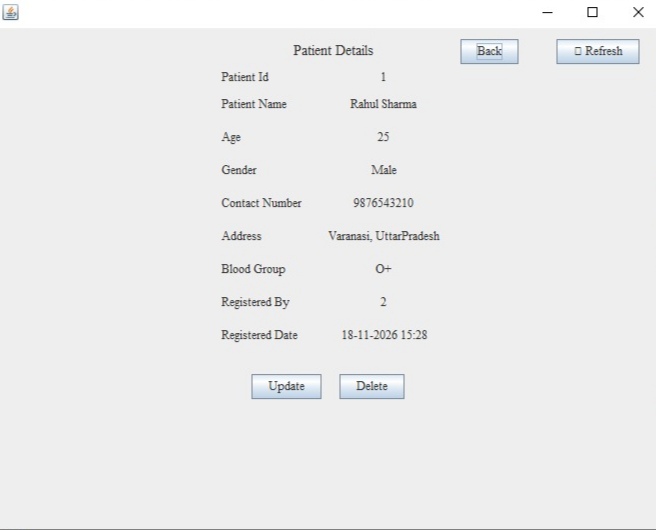 Patient Details Back Refresh
Patient Id 1
Patient Name Rahul Sharma
Age 25
Gender Male
Contact Number 9876543210
Address Varanasi, UttarPradesh
Blood Group O+
Registered By 2
Registered Date 18-11-2026 15:28
Update Delete